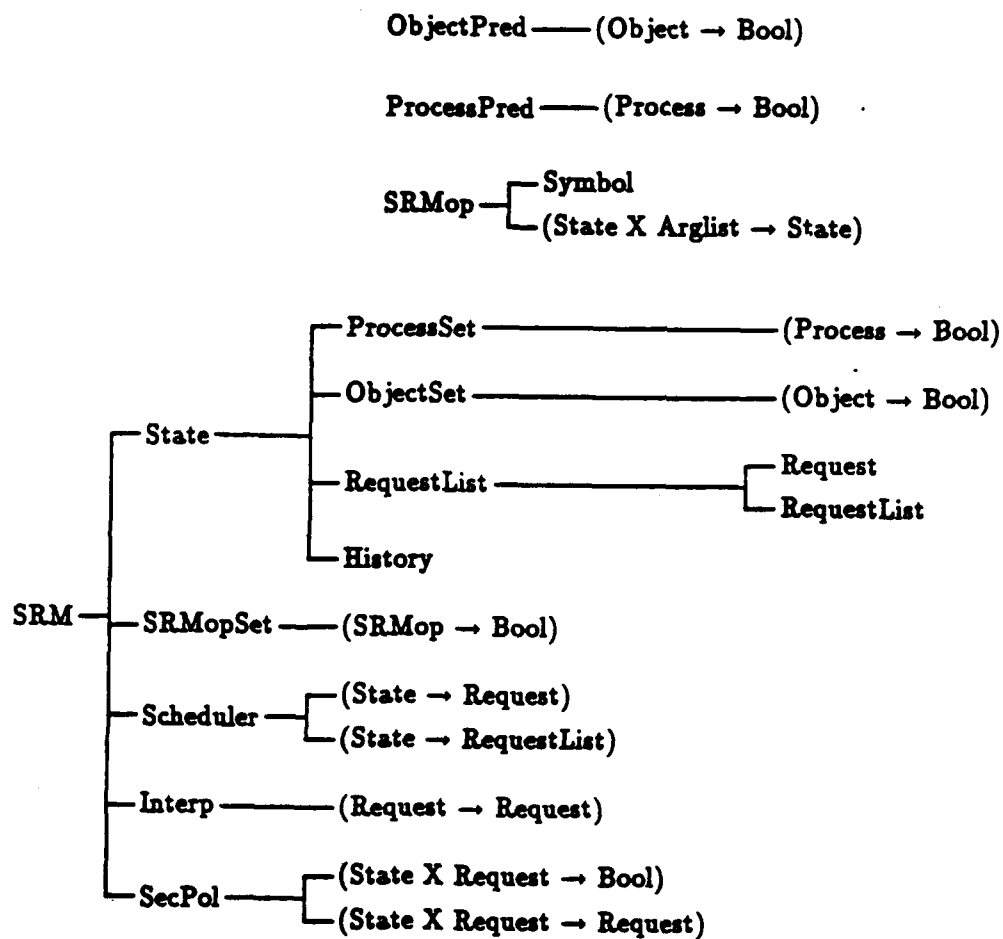 ObjectPred (Object → Bool)
ProcessPred (Process → Bool)
SRMop
Symbol
(State X Arglist → State)
SRM
State
ProcessSet (Process → Bool)
ObjectSet (Object → Bool)
RequestList
Request
RequestList
History
SRMopSet (SRMop → Bool)
Scheduler
(State → Request)
(State → RequestList)
Interp (Request → Request)
SecPol
(State X Request → Bool)
(State X Request → Request)